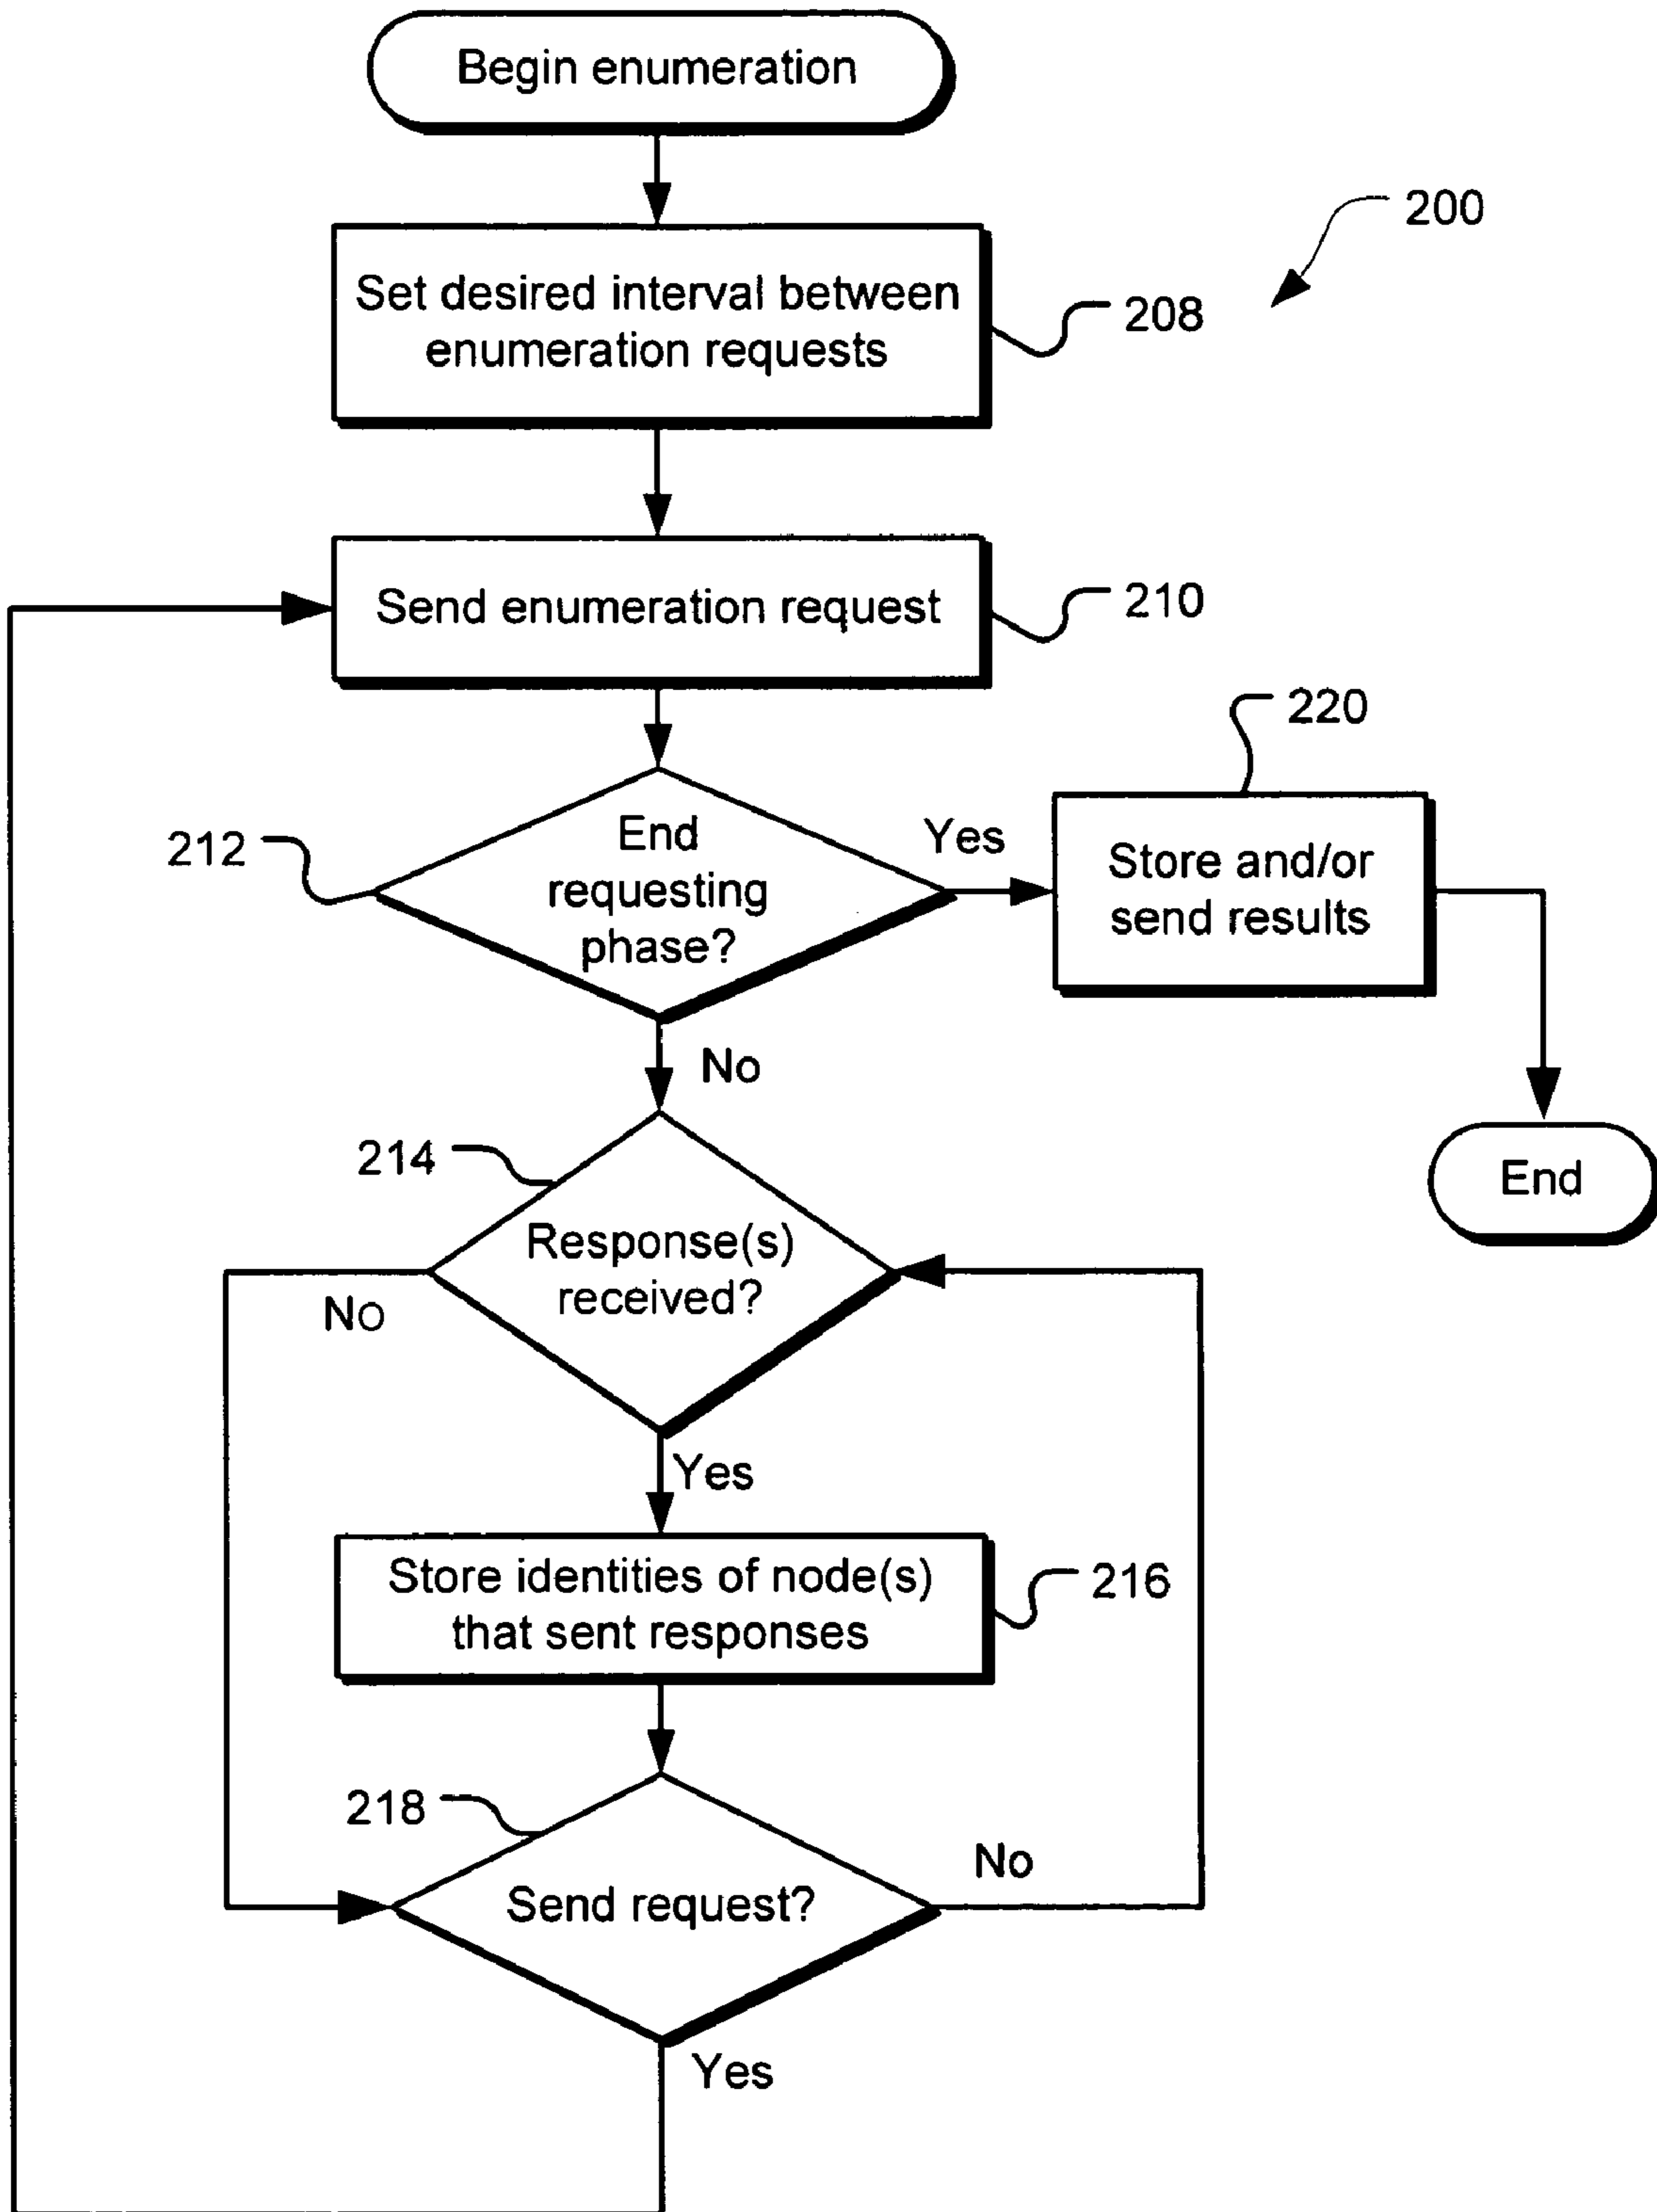 Begin enumeration
200
Set desired interval between
enumeration requests
208
Send enumeration request
210
220
212
End
requesting
phase?
Yes
Store and/or
send results
No
214
End
Response(s)
received?
No
Yes
Store identities of node(s)
that sent responses
216
218
No
Send request?
Yes